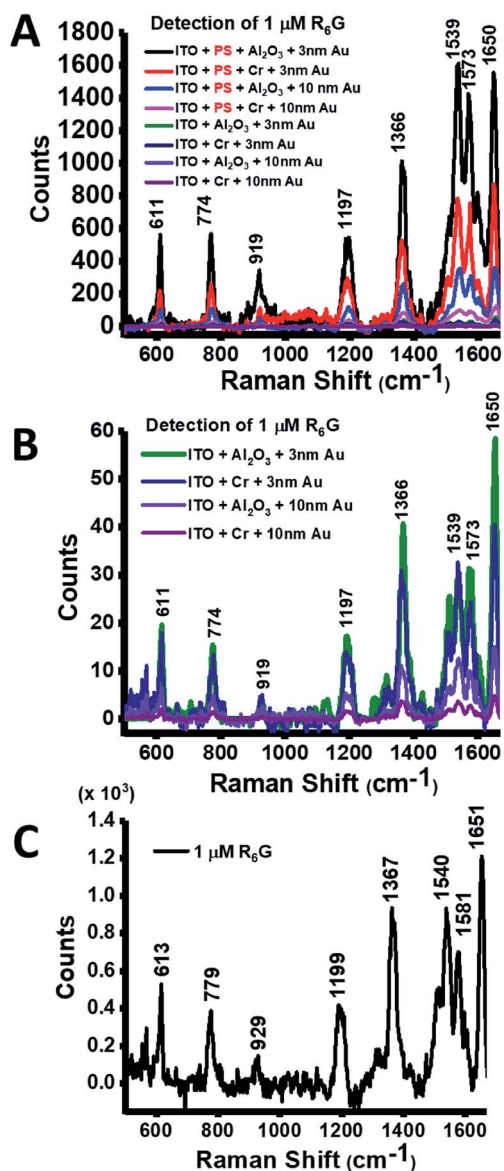 A
Detection of 1 μM R₆G
ITO + PS + Al₂O₃ + 3nm Au
ITO + PS + Cr + 3nm Au
ITO + PS + Al₂O₃ + 10 nm Au
ITO + PS + Cr + 10nm Au
ITO + Al₂O₃ + 3nm Au
ITO + Cr + 3nm Au
ITO + Al₂O₃ + 10nm Au
ITO + Cr + 10nm Au
611
774
919
1197
1366
1539
1573
1650
1800
1600
1400
1200
1000
800
600
400
200
0
Counts
600 800 1000 1200 1400 1600
Raman Shift (cm⁻¹)
B
Detection of 1 μM R₆G
ITO + Al₂O₃ + 3nm Au
ITO + Cr + 3nm Au
ITO + Al₂O₃ + 10nm Au
ITO + Cr + 10nm Au
611
774
919
1197
1366
1539
1573
1650
60
50
40
30
20
10
0
Counts
600 800 1000 1200 1400 1600
Raman Shift (cm⁻¹)
(x 10³)
C
1 μM R₆G
613
779
929
1199
1367
1540
1581
1651
1.4
1.2
1.0
0.8
0.6
0.4
0.2
0.0
Counts
600 800 1000 1200 1400 1600
Raman Shift (cm⁻¹)